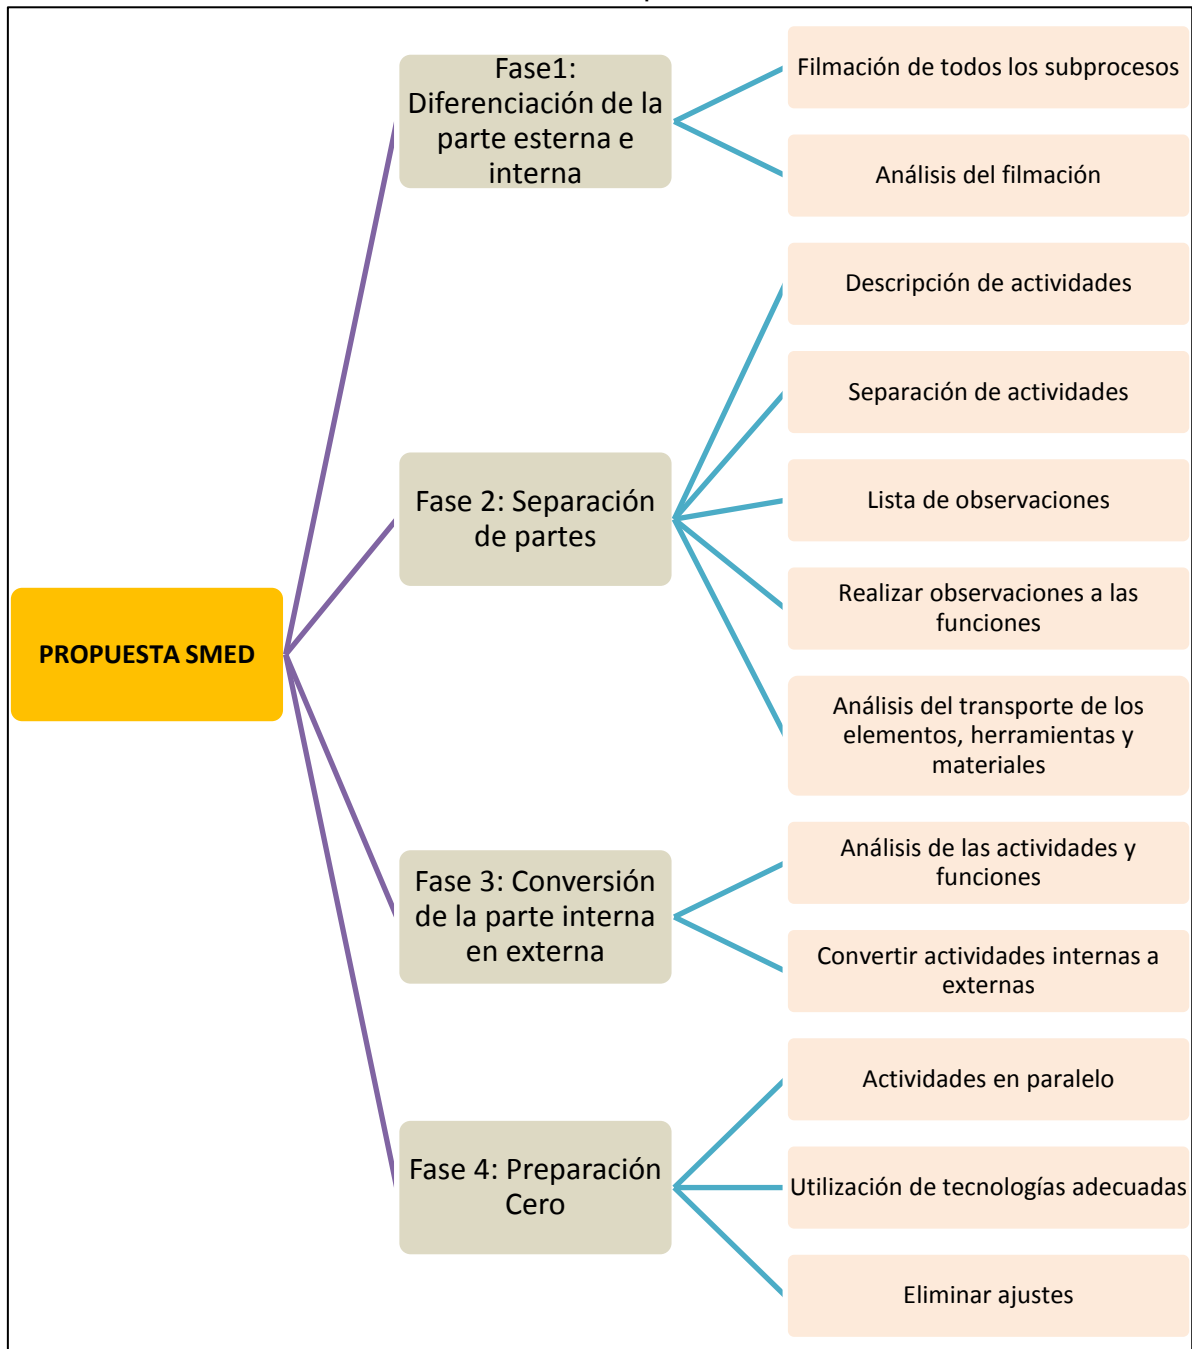 Fase1:
Diferenciación de la
parte esterna e
interna
Filmación de todos los subprocesos
Análisis del filmación
Fase 2: Separación
de partes
Descripción de actividades
Separación de actividades
Lista de observaciones
Realizar observaciones a las
funciones
Análisis del transporte de los
elementos, herramientas y
materiales
PROPUESTA SMED
Fase 3: Conversión
de la parte interna
en externa
Análisis de las actividades y
funciones
Convertir actividades internas a
externas
Fase 4: Preparación
Cero
Actividades en paralelo
Utilización de tecnologías adecuadas
Eliminar ajustes